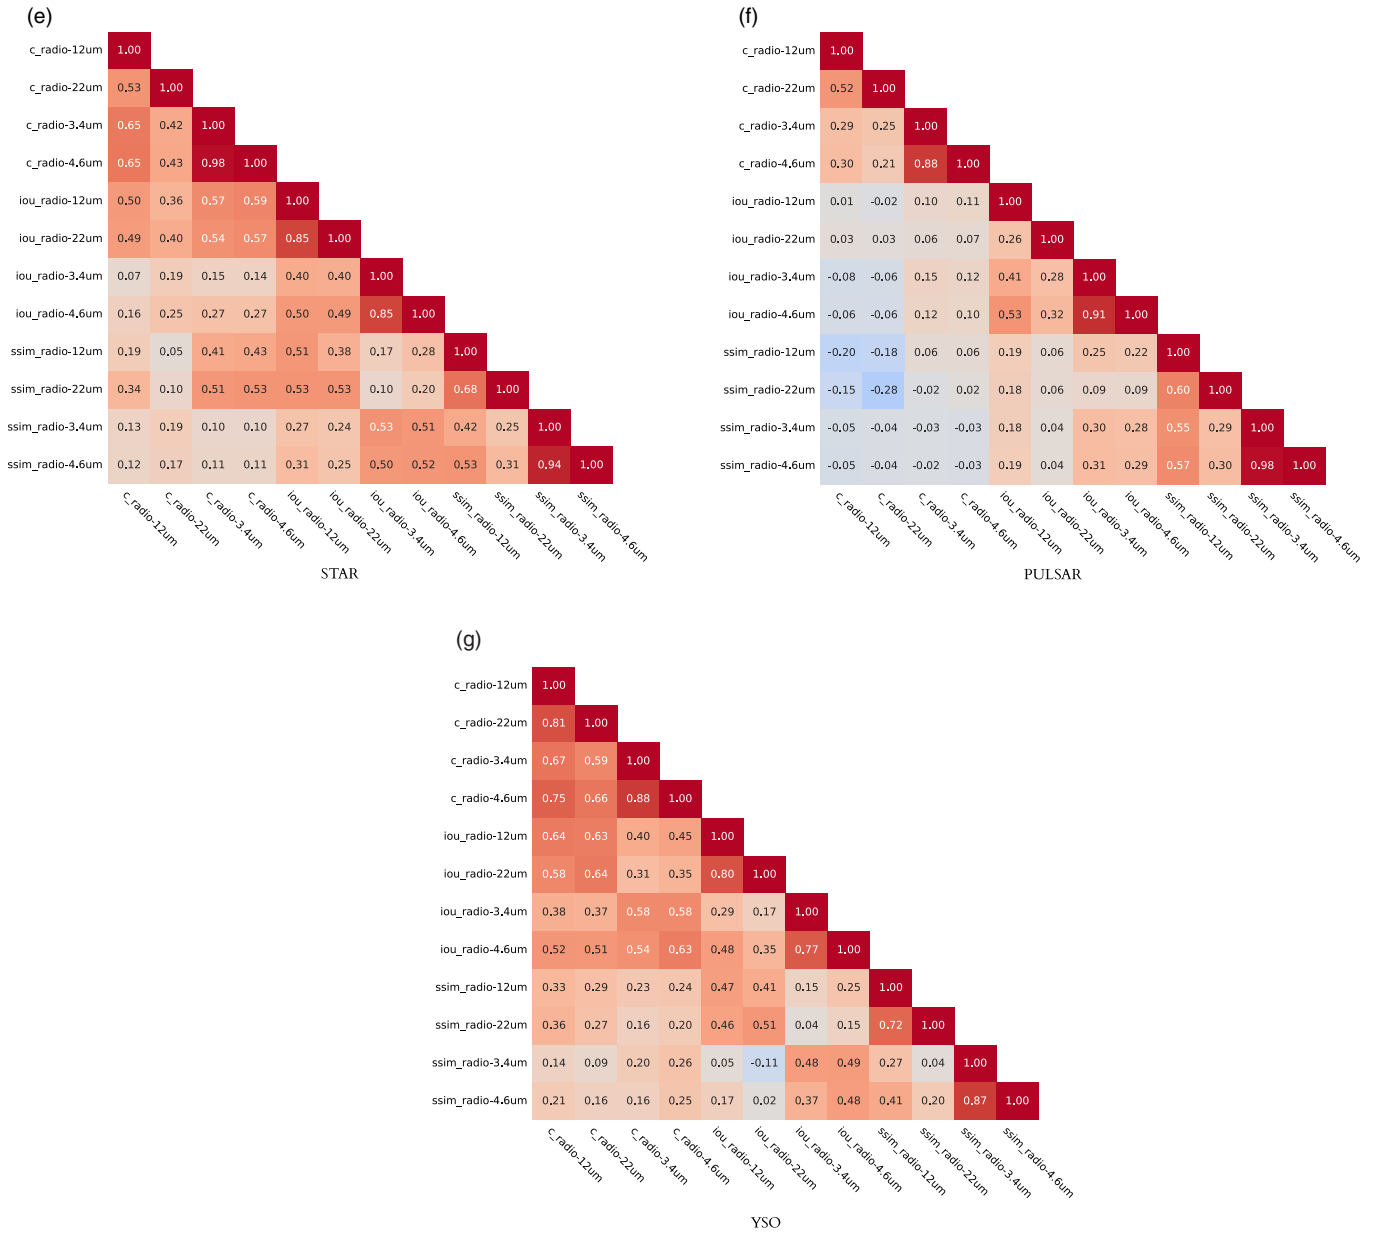 (e)
c_radio-12um 1.00
c_radio-22um 0.53 1.00
c_radio-3.4um 0.65 0.42 1.00
c_radio-4.6um 0.65 0.43 0.98 1.00
iou_radio-12um 0.50 0.36 0.57 0.59 1.00
iou_radio-22um 0.49 0.40 0.54 0.57 0.85 1.00
iou_radio-3.4um 0.07 0.19 0.15 0.14 0.40 0.40 1.00
iou_radio-4.6um 0.16 0.25 0.27 0.27 0.50 0.49 0.85 1.00
ssim_radio-12um 0.19 0.05 0.41 0.43 0.51 0.38 0.17 0.28 1.00
ssim_radio-22um 0.34 0.10 0.51 0.53 0.53 0.53 0.10 0.20 0.68 1.00
ssim_radio-3.4um 0.13 0.19 0.10 0.10 0.27 0.24 0.53 0.51 0.42 0.25 1.00
ssim_radio-4.6um 0.12 0.17 0.11 0.11 0.31 0.25 0.50 0.52 0.53 0.31 0.94 1.00
c_radio-12um c_radio-22um c_radio-3.4um c_radio-4.6um iou_radio-12um iou_radio-22um iou_radio-3.4um iou_radio-4.6um ssim_radio-12um ssim_radio-22um ssim_radio-3.4um ssim_radio-4.6um
STAR
(f)
c_radio-12um 1.00
c_radio-22um 0.52 1.00
c_radio-3.4um 0.29 0.25 1.00
c_radio-4.6um 0.30 0.21 0.88 1.00
iou_radio-12um 0.01 -0.02 0.10 0.11 1.00
iou_radio-22um 0.03 0.03 0.06 0.07 0.26 1.00
iou_radio-3.4um -0.08 -0.06 0.15 0.12 0.41 0.28 1.00
iou_radio-4.6um -0.06 -0.06 0.12 0.10 0.53 0.32 0.91 1.00
ssim_radio-12um -0.20 -0.18 0.06 0.06 0.19 0.06 0.25 0.22 1.00
ssim_radio-22um -0.15 -0.28 -0.02 0.02 0.18 0.06 0.09 0.09 0.60 1.00
ssim_radio-3.4um -0.05 -0.04 -0.03 -0.03 0.18 0.04 0.30 0.28 0.55 0.29 1.00
ssim_radio-4.6um -0.05 -0.04 -0.02 -0.03 0.19 0.04 0.31 0.29 0.57 0.30 0.98 1.00
c_radio-12um c_radio-22um c_radio-3.4um c_radio-4.6um iou_radio-12um iou_radio-22um iou_radio-3.4um iou_radio-4.6um ssim_radio-12um ssim_radio-22um ssim_radio-3.4um ssim_radio-4.6um
PULSAR
(g)
c_radio-12um 1.00
c_radio-22um 0.81 1.00
c_radio-3.4um 0.67 0.59 1.00
c_radio-4.6um 0.75 0.66 0.88 1.00
iou_radio-12um 0.64 0.63 0.40 0.45 1.00
iou_radio-22um 0.58 0.64 0.31 0.35 0.80 1.00
iou_radio-3.4um 0.38 0.37 0.58 0.58 0.29 0.17 1.00
iou_radio-4.6um 0.52 0.51 0.54 0.63 0.48 0.35 0.77 1.00
ssim_radio-12um 0.33 0.29 0.23 0.24 0.47 0.41 0.15 0.25 1.00
ssim_radio-22um 0.36 0.27 0.16 0.20 0.46 0.51 0.04 0.15 0.72 1.00
ssim_radio-3.4um 0.14 0.09 0.20 0.26 0.05 -0.11 0.48 0.49 0.27 0.04 1.00
ssim_radio-4.6um 0.21 0.16 0.16 0.25 0.17 0.02 0.37 0.48 0.41 0.20 0.87 1.00
c_radio-12um c_radio-22um c_radio-3.4um c_radio-4.6um iou_radio-12um iou_radio-22um iou_radio-3.4um iou_radio-4.6um ssim_radio-12um ssim_radio-22um ssim_radio-3.4um ssim_radio-4.6um
YSO